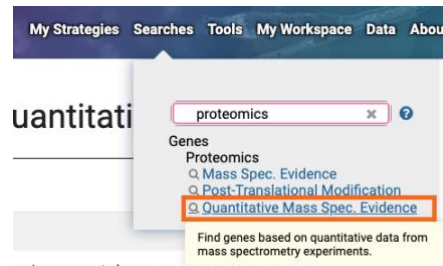 My Strategies Searches Tools My Workspace Data Abou
uantitati
proteomics
Genes
Proteomics
Mass Spec. Evidence
Post-Translational Modification
Quantitative Mass Spec. Evidence
Find genes based on quantitative data from
mass spectrometry experiments.